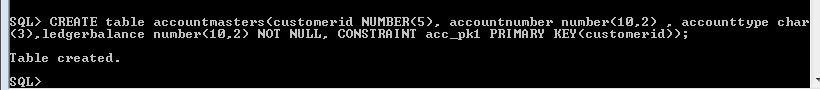 SQL> CREATE table accountmasters(customerid NUMBER(5), accountnumber number(10,2) , accounttype char
(3),ledgerbalance number(10,2) NOT NULL, CONSTRAINT acc_pk1 PRIMARY KEY(customerid));
Table created.
SQL>